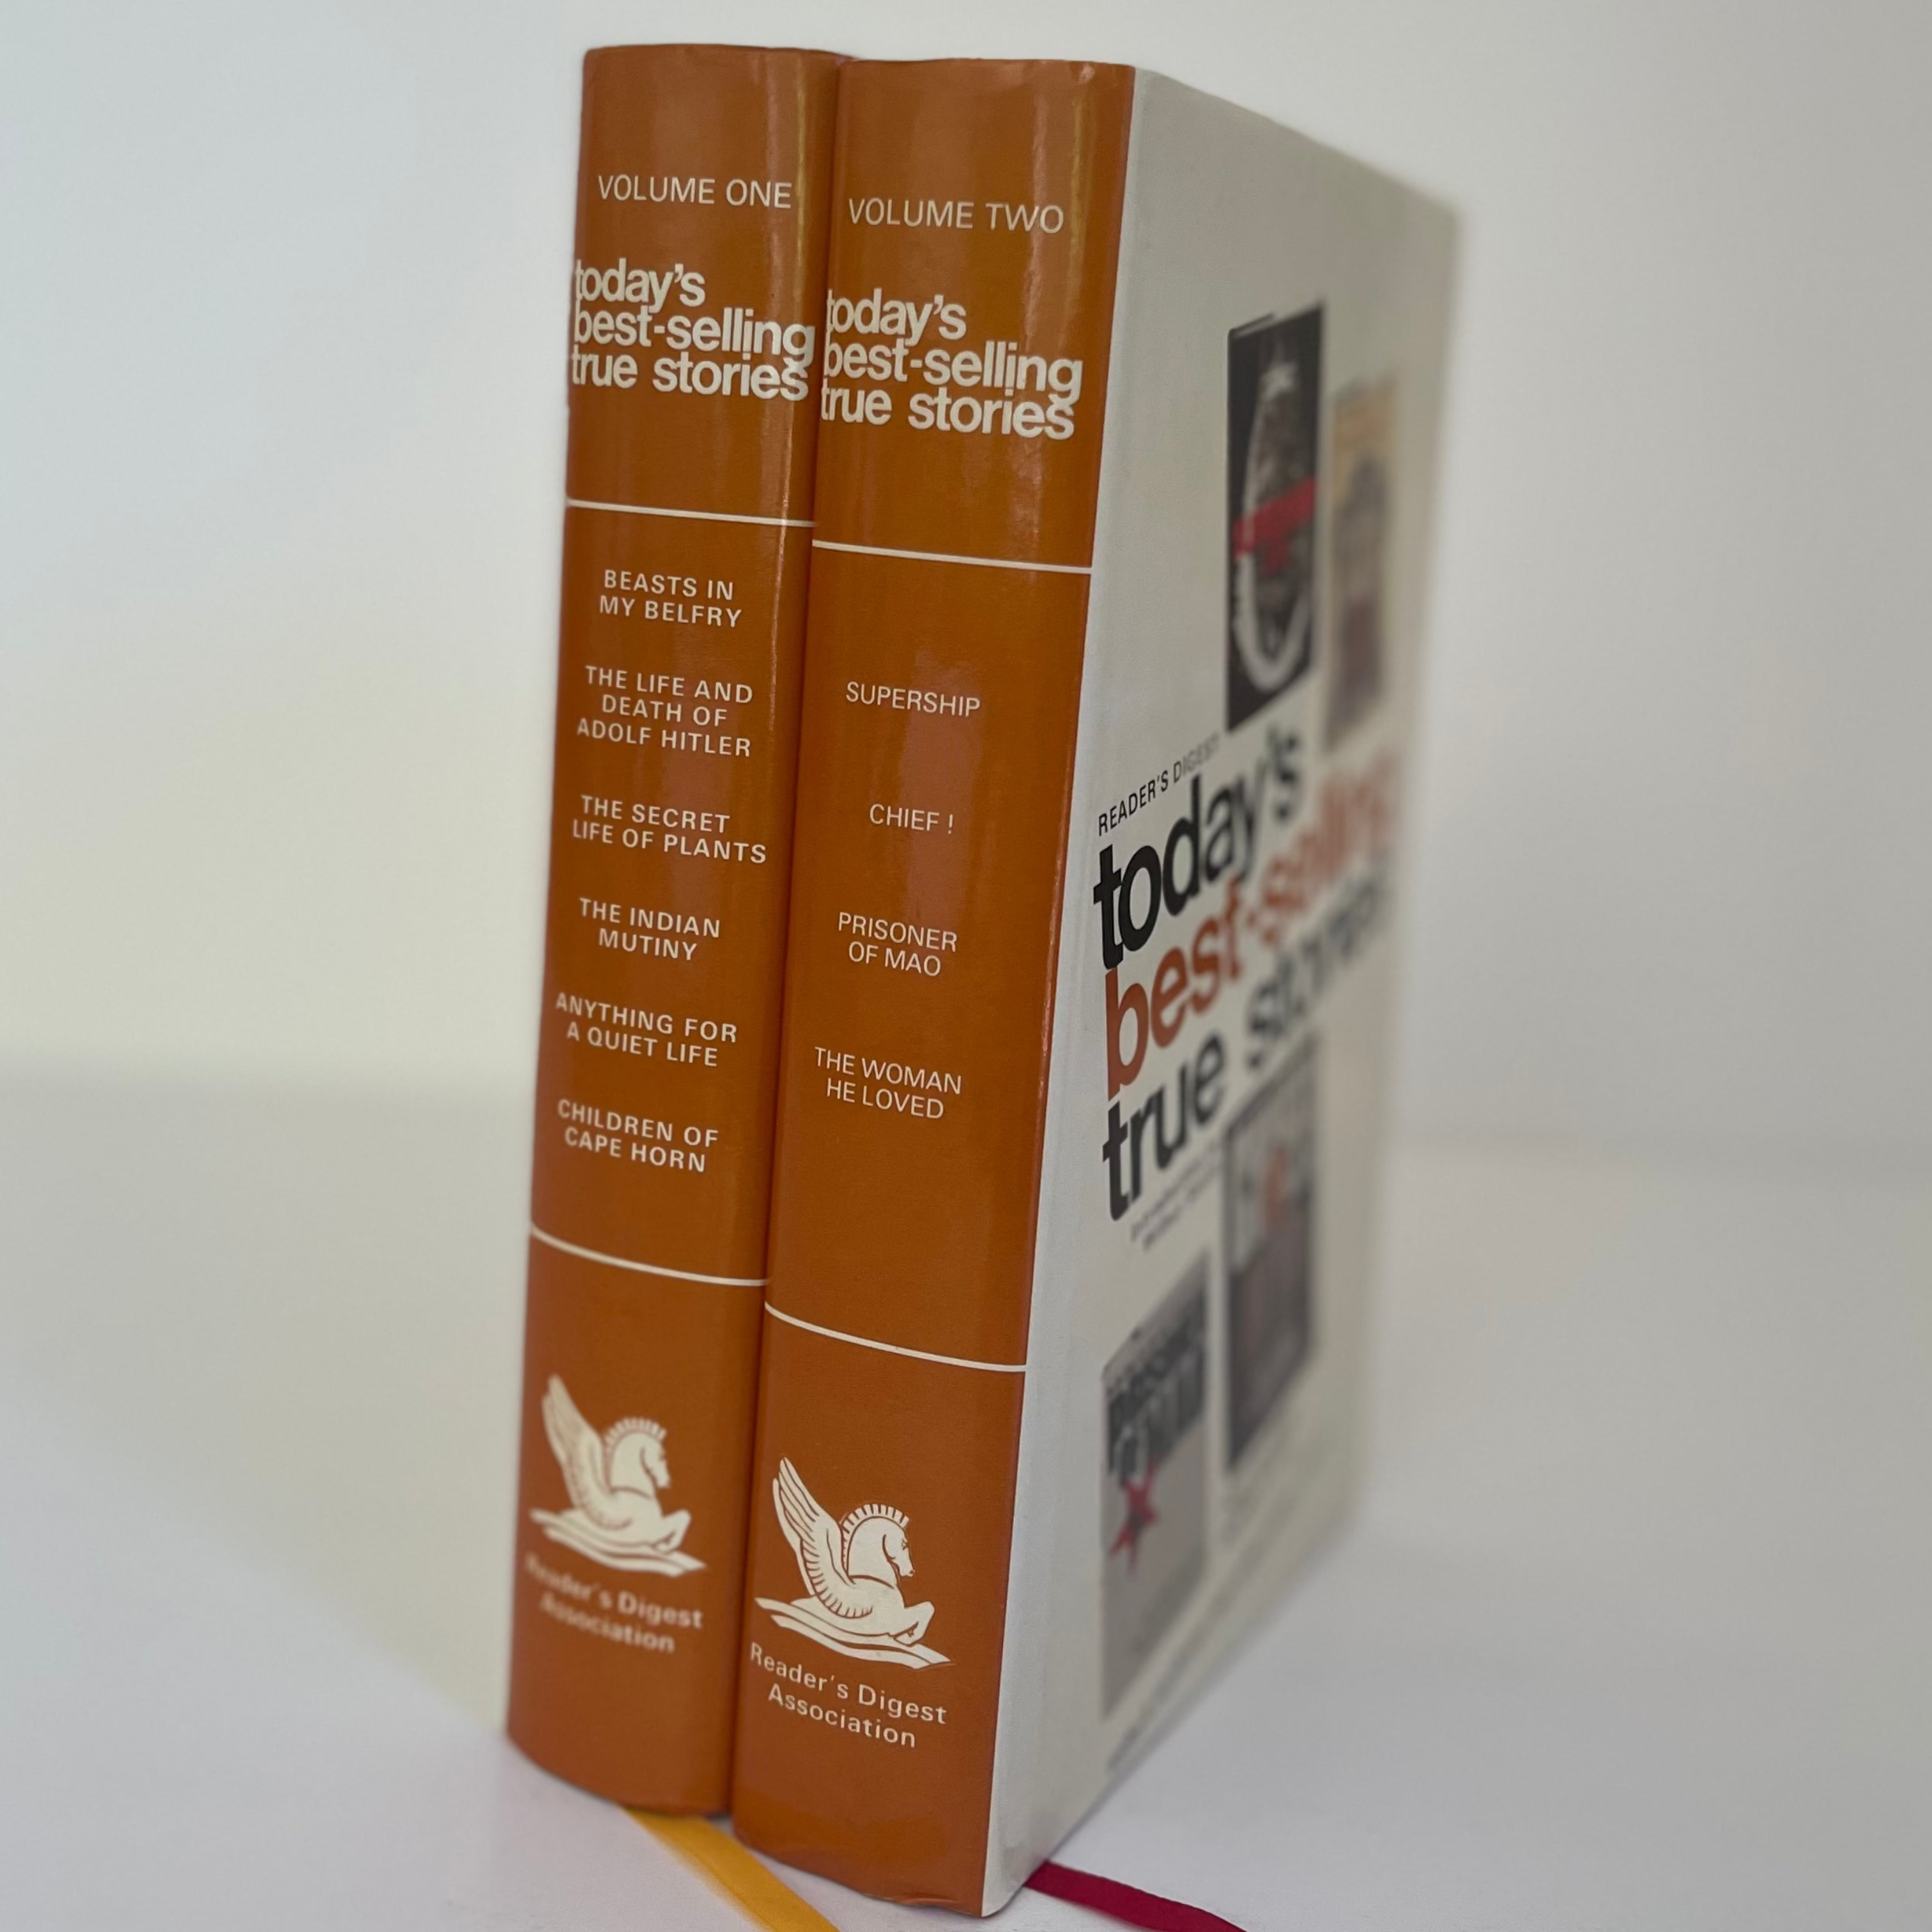 VOLUME ONE
today's
best-selling
true stories
BEASTS IN
MY BELFRY
THE LIFE AND
DEATH OF
ADOLF HITLER
THE SECRET
LIFE OF PLANTS
THE INDIAN
MUTINY
ANYTHING FOR
A QUIET LIFE
CHILDREN OF
CAPE HORN
Reader's Digest
Association
VOLUME TWO
today's
best-selling
true stories
SUPERSHIP
CHIEF !
PRISONER
OF MAO
THE WOMAN
HE LOVED
Reader's Digest
Association
READER'S DIGEST
today's
best-selling
true stories